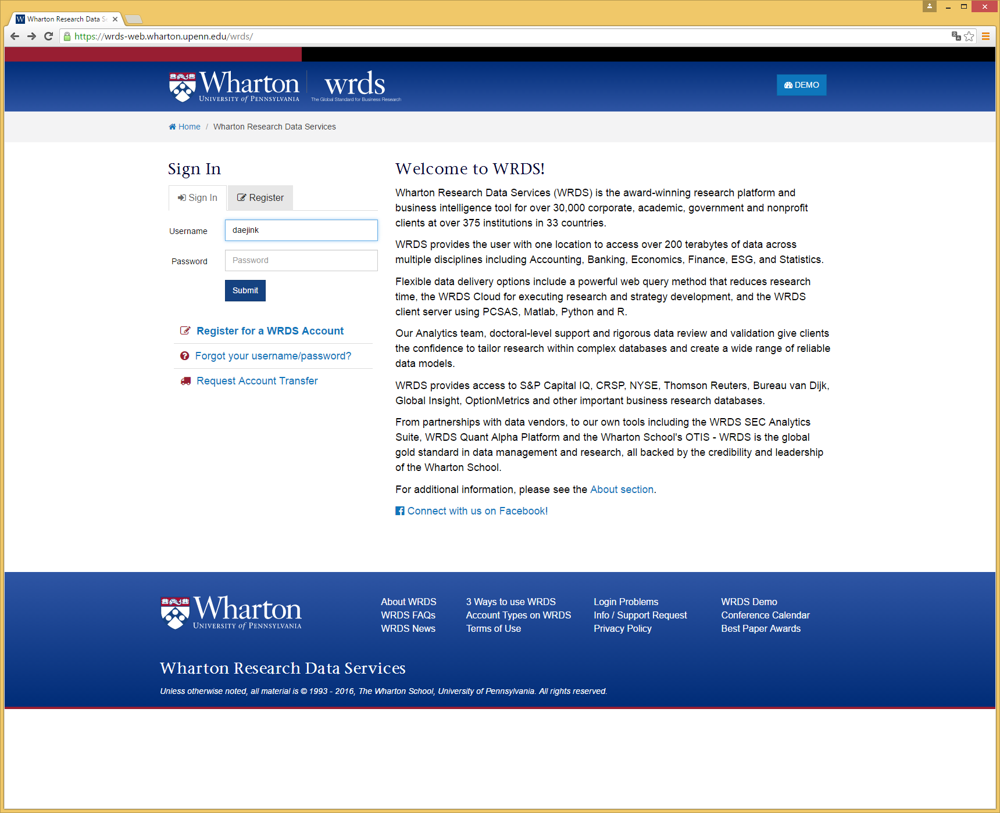 Wharton Research Data Se
https://wrds-web.wharton.upenn.edu/wrds/
Wharton
University of Pennsylvania
wrds
The Global Standard for Business Research
DEMO
Home / Wharton Research Data Services
Sign In
Sign In
Register
Username
daejink
Password
Password
Submit
Register for a WRDS Account
Forgot your username/password?
Request Account Transfer
Welcome to WRDS!
Wharton Research Data Services (WRDS) is the award-winning research platform and
business intelligence tool for over 30,000 corporate, academic, government and nonprofit
clients at over 375 institutions in 33 countries.
WRDS provides the user with one location to access over 200 terabytes of data across
multiple disciplines including Accounting, Banking, Economics, Finance, ESG, and Statistics.
Flexible data delivery options include a powerful web query method that reduces research
time, the WRDS Cloud for executing research and strategy development, and the WRDS
client server using PCSAS, Matlab, Python and R.
Our Analytics team, doctoral-level support and rigorous data review and validation give clients
the confidence to tailor research within complex databases and create a wide range of reliable
data models.
WRDS provides access to S&P Capital IQ, CRSP, NYSE, Thomson Reuters, Bureau van Dijk,
Global Insight, OptionMetrics and other important business research databases.
From partnerships with data vendors, to our own tools including the WRDS SEC Analytics
Suite, WRDS Quant Alpha Platform and the Wharton School's OTIS - WRDS is the global
gold standard in data management and research, all backed by the credibility and leadership
of the Wharton School.
For additional information, please see the About section.
Connect with us on Facebook!
Wharton
University of Pennsylvania
About WRDS
WRDS FAQs
WRDS News
3 Ways to use WRDS
Account Types on WRDS
Terms of Use
Login Problems
Info / Support Request
Privacy Policy
WRDS Demo
Conference Calendar
Best Paper Awards
Wharton Research Data Services
Unless otherwise noted, all material is © 1993 - 2016, The Wharton School, University of Pennsylvania. All rights reserved.